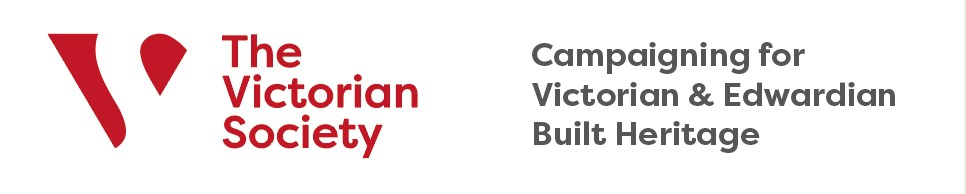 The
Victorian
Society
Campaigning for
Victorian & Edwardian
Built Heritage